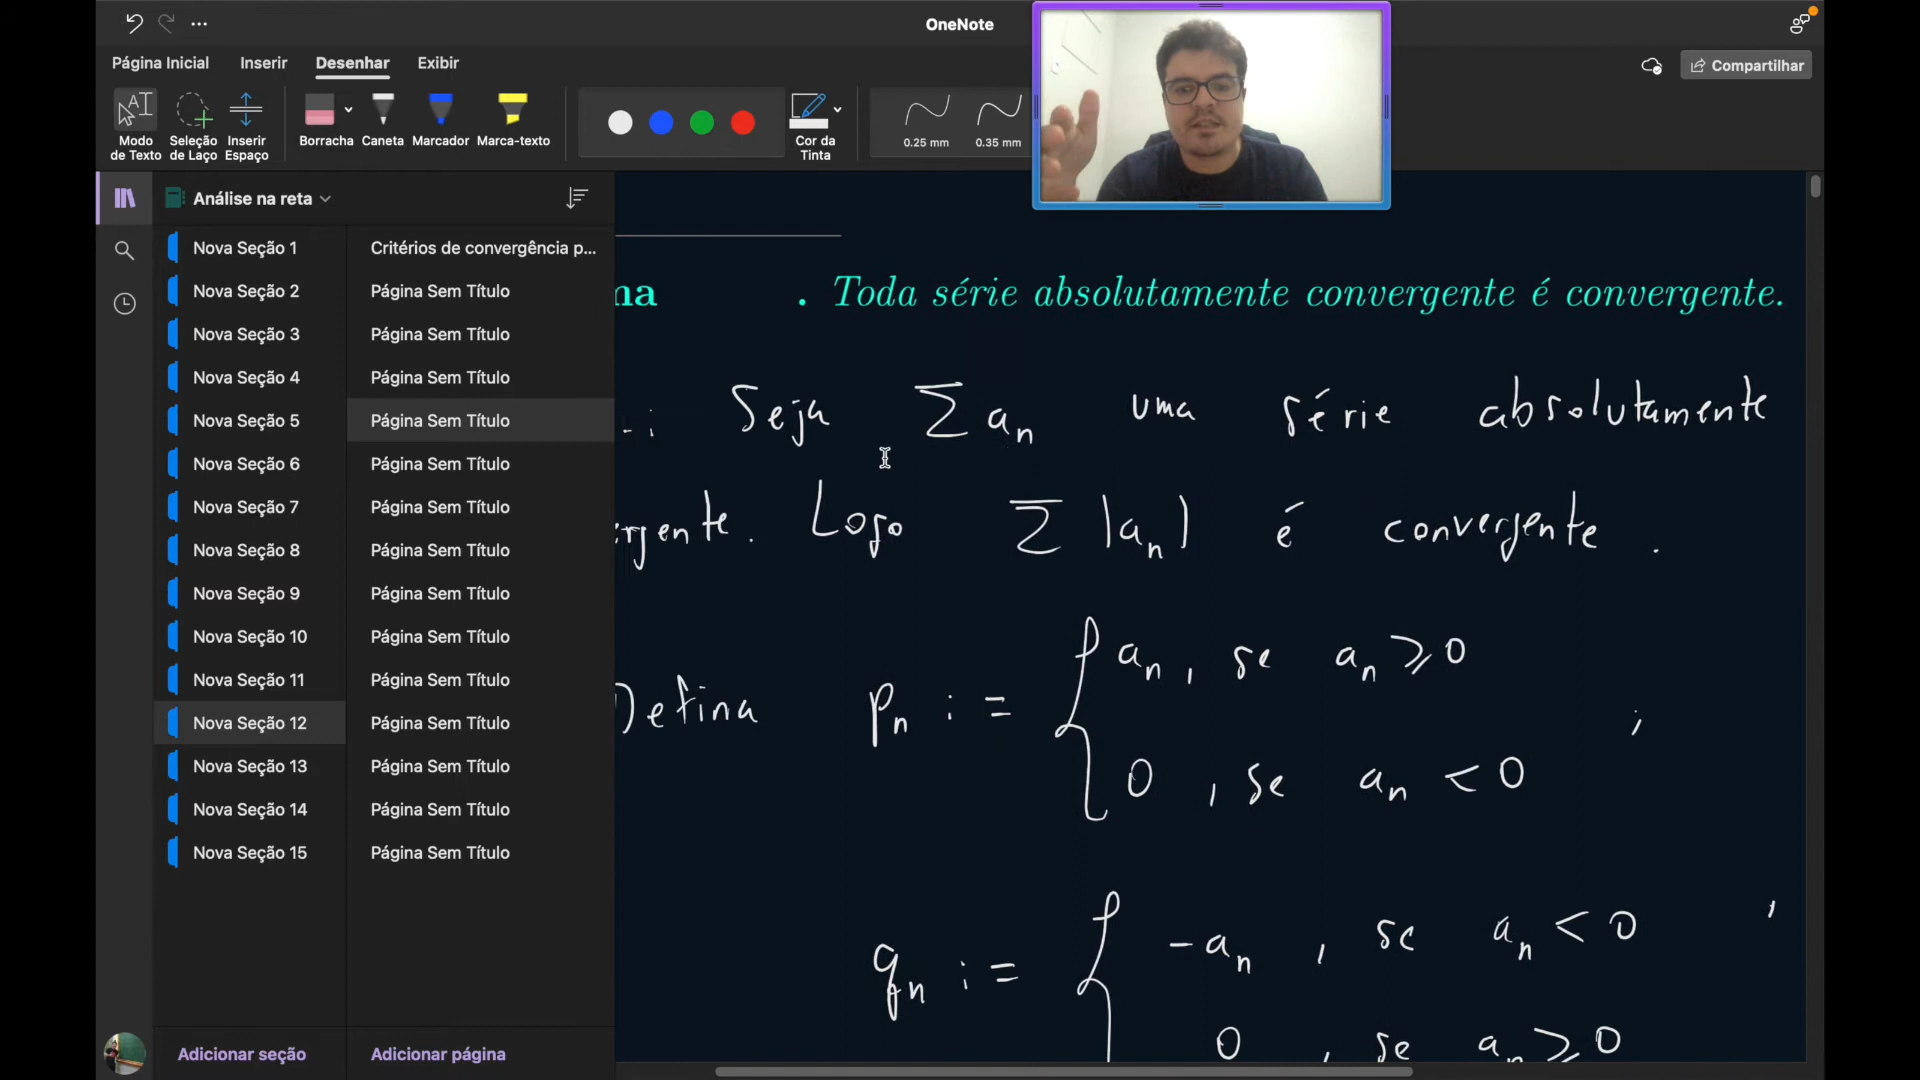 OneNote
Página Inicial
Inserir
Desenhar
Exibir
Compartilhar
Modo de Texto
Seleção de Laço
Inserir Espaço
Borracha
Caneta
Marcador
Marca-texto
Cor da Tinta
0.25 mm
0.35 mm
Análise na reta
Nova Seção 1
Nova Seção 2
Nova Seção 3
Nova Seção 4
Nova Seção 5
Nova Seção 6
Nova Seção 7
Nova Seção 8
Nova Seção 9
Nova Seção 10
Nova Seção 11
Nova Seção 12
Nova Seção 13
Nova Seção 14
Nova Seção 15
Adicionar seção
Critérios de convergência p...
Página Sem Título
Página Sem Título
Página Sem Título
Página Sem Título
Página Sem Título
Página Sem Título
Página Sem Título
Página Sem Título
Página Sem Título
Página Sem Título
Página Sem Título
Página Sem Título
Página Sem Título
Página Sem Título
Adicionar página
na . Toda série absolutamente convergente é convergente.
Seja ∑ aₙ uma série absolutamente
ergente. Logo ∑ |aₙ| é convergente.
Defina pₙ := { aₙ, se aₙ ⩾ 0
0, se aₙ < 0 ,
qₙ := { -aₙ, se aₙ < 0 ,
0, se aₙ ⩾ 0